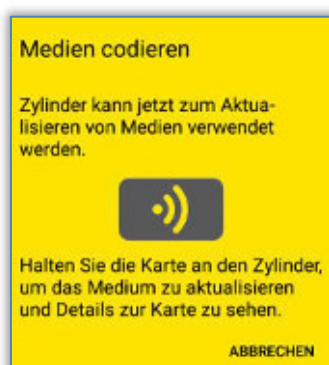 Medien codieren
Zylinder kann jetzt zum Aktua-
lisieren von Medien verwendet
werden.
Halten Sie die Karte an den Zylinder,
um das Medium zu aktualisieren
und Details zur Karte zu sehen.
ABBRECHEN